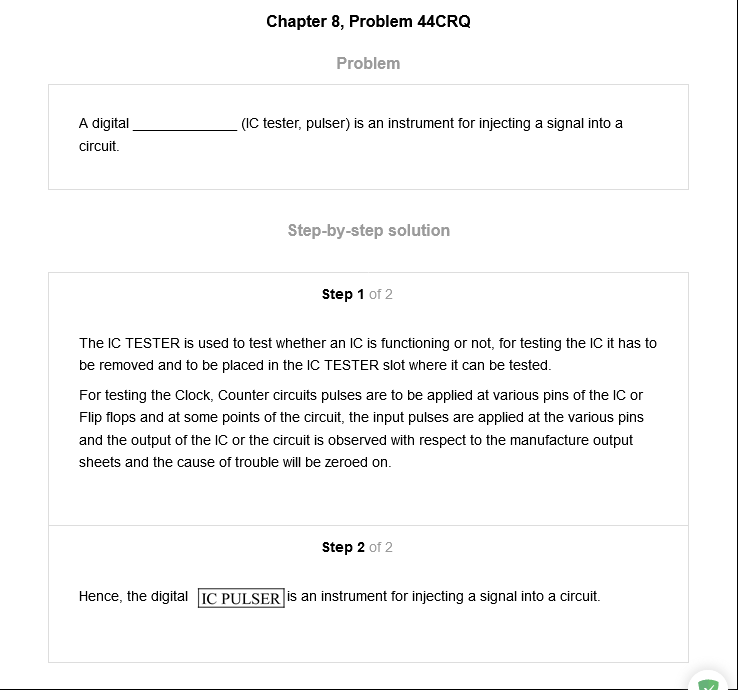 Chapter 8, Problem 44CRQ
Problem
A digital ______________ (IC tester, pulser) is an instrument for injecting a signal into a
circuit.
Step-by-step solution
Step 1 of 2
The IC TESTER is used to test whether an IC is functioning or not, for testing the IC it has to
be removed and to be placed in the IC TESTER slot where it can be tested.
For testing the Clock, Counter circuits pulses are to be applied at various pins of the IC or
Flip flops and at some points of the circuit, the input pulses are applied at the various pins
and the output of the IC or the circuit is observed with respect to the manufacture output
sheets and the cause of trouble will be zeroed on.
Step 2 of 2
Hence, the digital IC PULSER is an instrument for injecting a signal into a circuit.